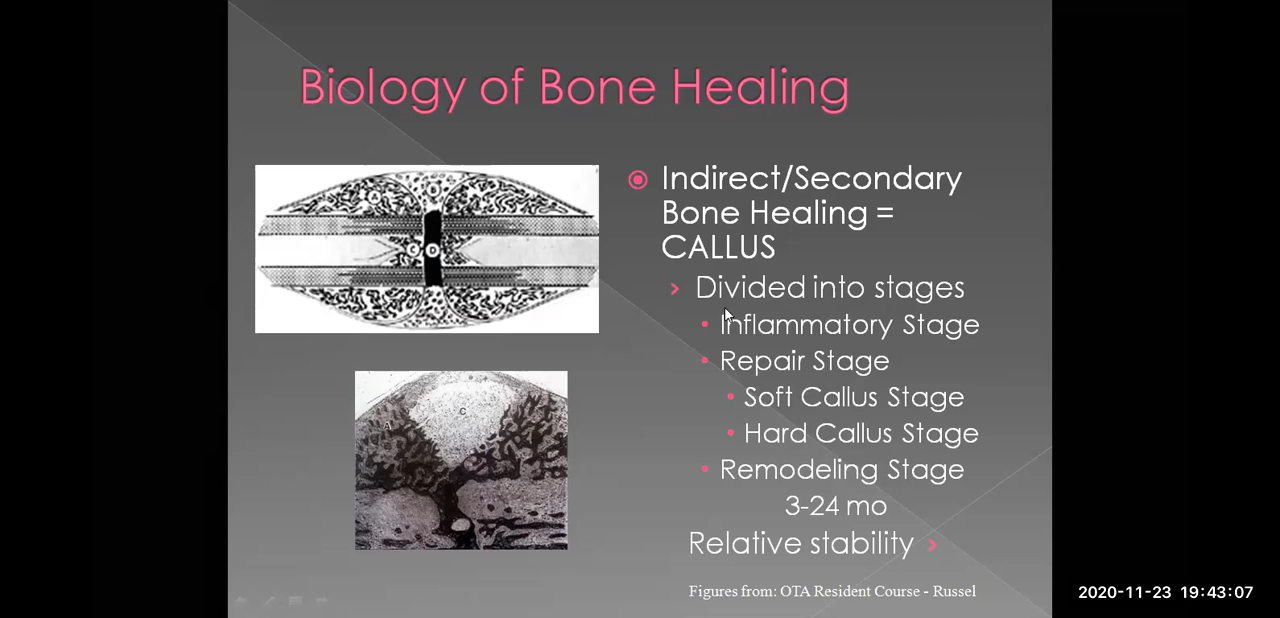 Biology of Bone Healing
A
B
C
D
C
A
Indirect/Secondary
Bone Healing =
CALLUS
Divided into stages
Inflammatory Stage
Repair Stage
Soft Callus Stage
Hard Callus Stage
Remodeling Stage
3-24 mo
Relative stability
Figures from: OTA Resident Course - Russel
2020-11-23 19:43:07